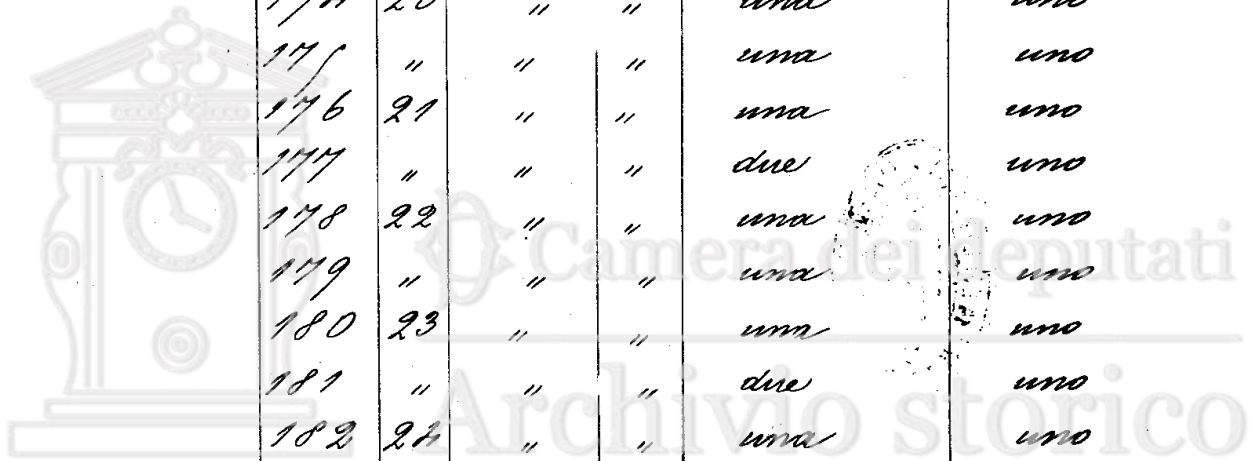 174 20 " " una uno
175 " " " una uno
176 21 " " una uno
177 " " " due uno
178 22 " " una uno
179 " " " una uno
180 23 " " una uno
181 " " " due uno
182 24 " " una uno
Camera dei deputati
Archivio storico